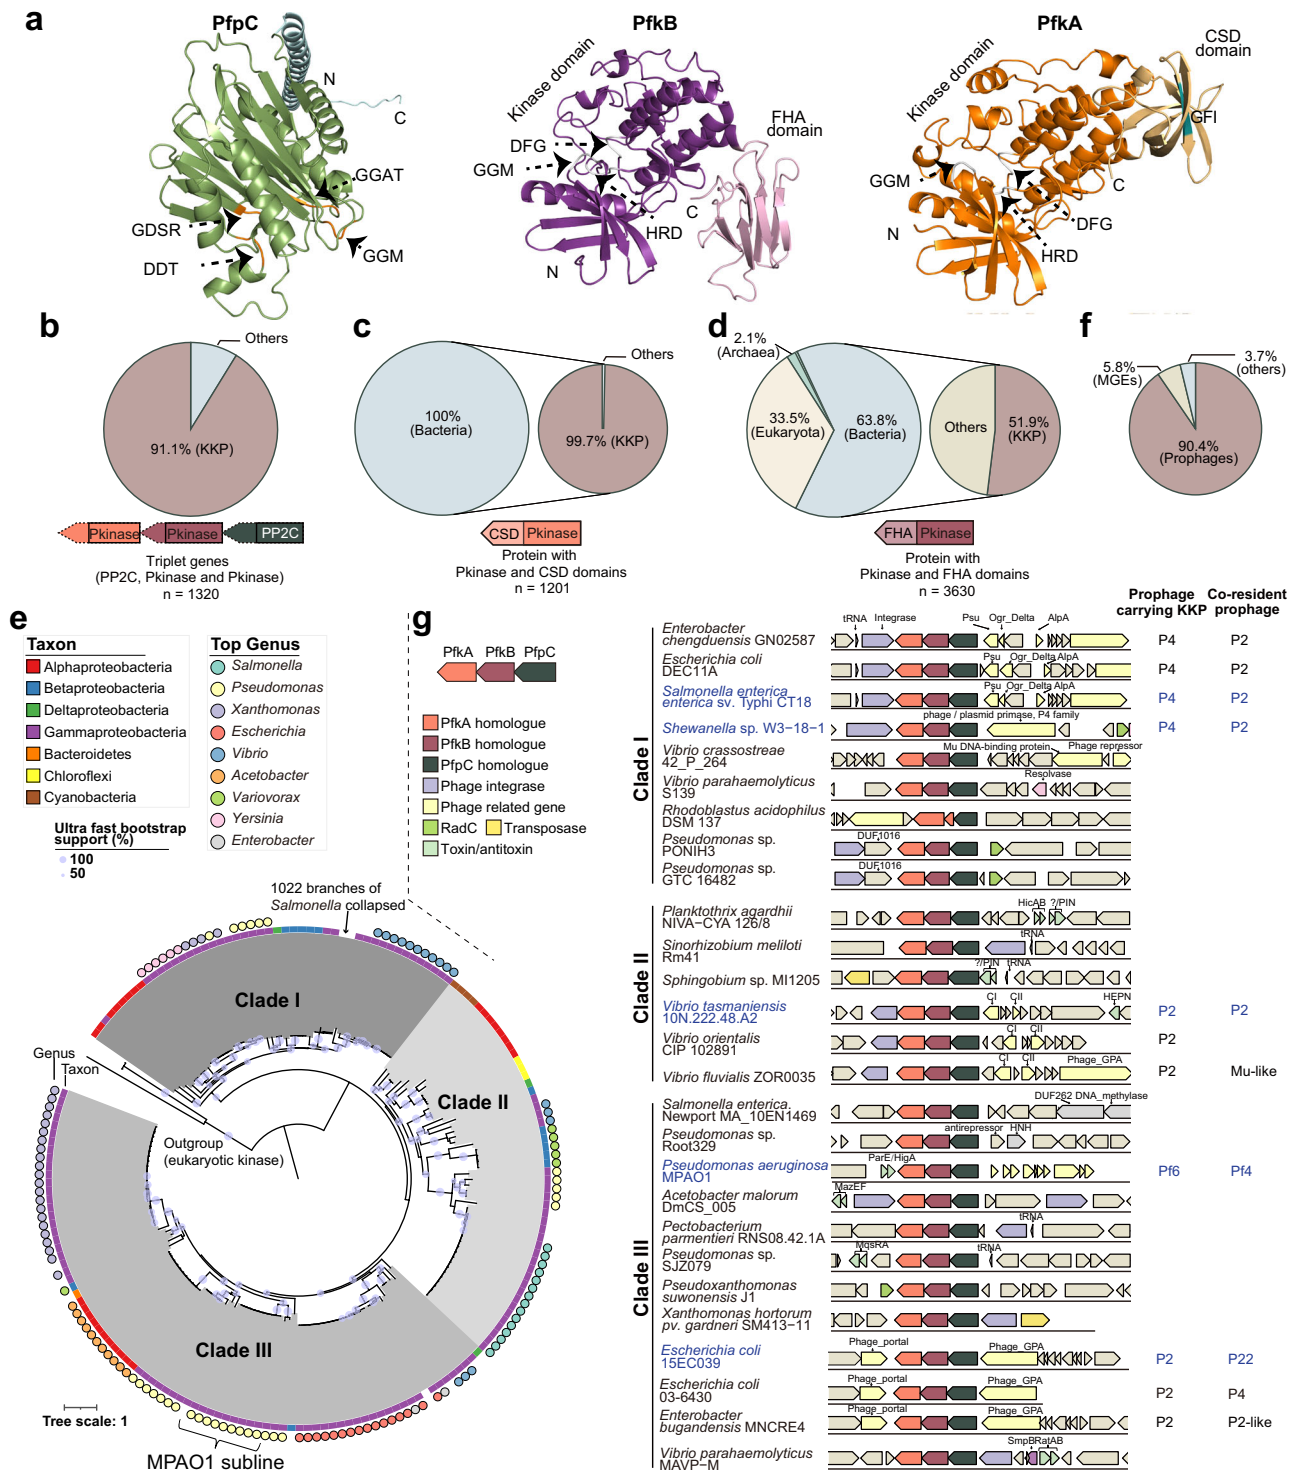 a
PfpC
N
C
GGAT
GDSR
DDT
GGM
PfkB
Kinase domain
FHA
domain
DFG
GGM
C
HRD
N
PfkA
Kinase domain
CSD
domain
GFI
GGM
C
DFG
N
HRD
b
Others
91.1% (KKP)
Pkinase
Pkinase
PP2C
Triplet genes
(PP2C, Pkinase and Pkinase)
n = 1320
c
100%
(Bacteria)
Others
99.7% (KKP)
CSD
Pkinase
Protein with
Pkinase and CSD domains
n = 1201
d
2.1%
(Archaea)
33.5%
(Eukaryota)
63.8%
(Bacteria)
Others
51.9%
(KKP)
FHA
Pkinase
Protein with
Pkinase and FHA domains
n = 3630
f
5.8%
(MGEs)
3.7%
(others)
90.4%
(Prophages)
e
Taxon
Alphaproteobacteria
Betaproteobacteria
Deltaproteobacteria
Gammaproteobacteria
Bacteroidetes
Chloroflexi
Cyanobacteria
Top Genus
Salmonella
Pseudomonas
Xanthomonas
Escherichia
Vibrio
Acetobacter
Variovorax
Yersinia
Enterobacter
Ultra fast bootstrap
support (%)
100
50
1022 branches of
Salmonella collapsed
Clade I
Genus
Taxon
Clade II
Outgroup
(eukaryotic kinase)
Clade III
Tree scale: 1
MPAO1 subline
g
PfkA PfkB PfpC
PfkA homologue
PfkB homologue
PfpC homologue
Phage integrase
Phage related gene
RadC
Transposase
Toxin/antitoxin
Prophage
carrying KKP
Co-resident
prophage
Clade I
tRNA Integrase Psu Ogr_Delta AlpA
Enterobacter
chengduensis GN02587
P4 P2
Escherichia coli
DEC11A
Psu Ogr_Delta AlpA
P4 P2
Salmonella enterica
enterica sv. Typhi CT18
Psu Ogr_Delta AlpA
P4 P2
phage / plasmid primase, P4 family
Shewanella sp. W3−18−1
P4 P2
Vibrio crassostreae
42_P_264
Mu DNA-binding protein Phage repressor
Vibrio parahaemolyticus
S139
Resolvase
Rhodoblastus acidophilus
DSM 137
Pseudomonas sp.
PONIH3
DUF1016
Pseudomonas sp.
GTC 16482
DUF1016
Clade II
Planktothrix agardhii
NIVA−CYA 126/8
HicAB ?/PIN
Sinorhizobium meliloti
Rm41
tRNA
Sphingobium sp. MI1205
?/PIN tRNA
Vibrio tasmaniensis
10N.222.48.A2
CI CII HEPN
P2 P2
Vibrio orientalis
CIP 102891
CI CII
P2
Vibrio fluvialis ZOR0035
CI CII Phage_GPA
P2 Mu-like
Clade III
Salmonella enterica.
Newport MA_10EN1469
DUF262 DNA_methylase
Pseudomonas sp.
Root329
antirepressor HNH
Pseudomonas aeruginosa
MPAO1
ParE/HigA
Pf6 Pf4
Acetobacter malorum
DmCS_005
MazEF
Pectobacterium
parmentieri RNS08.42.1A
tRNA
Pseudomonas sp.
SJZ079
MqsRA tRNA
Pseudoxanthomonas
suwonensis J1
Xanthomonas hortorum
pv. gardneri SM413−11
Escherichia coli
15EC039
Phage_portal Phage_GPA
P2 P22
Escherichia coli
03-6430
Phage_portal Phage_GPA
P2 P4
Enterobacter
bugandensis MNCRE4
Phage_portal Phage_GPA
P2 P2-like
Vibrio parahaemolyticus
MAVP−M
SmpB RatAB